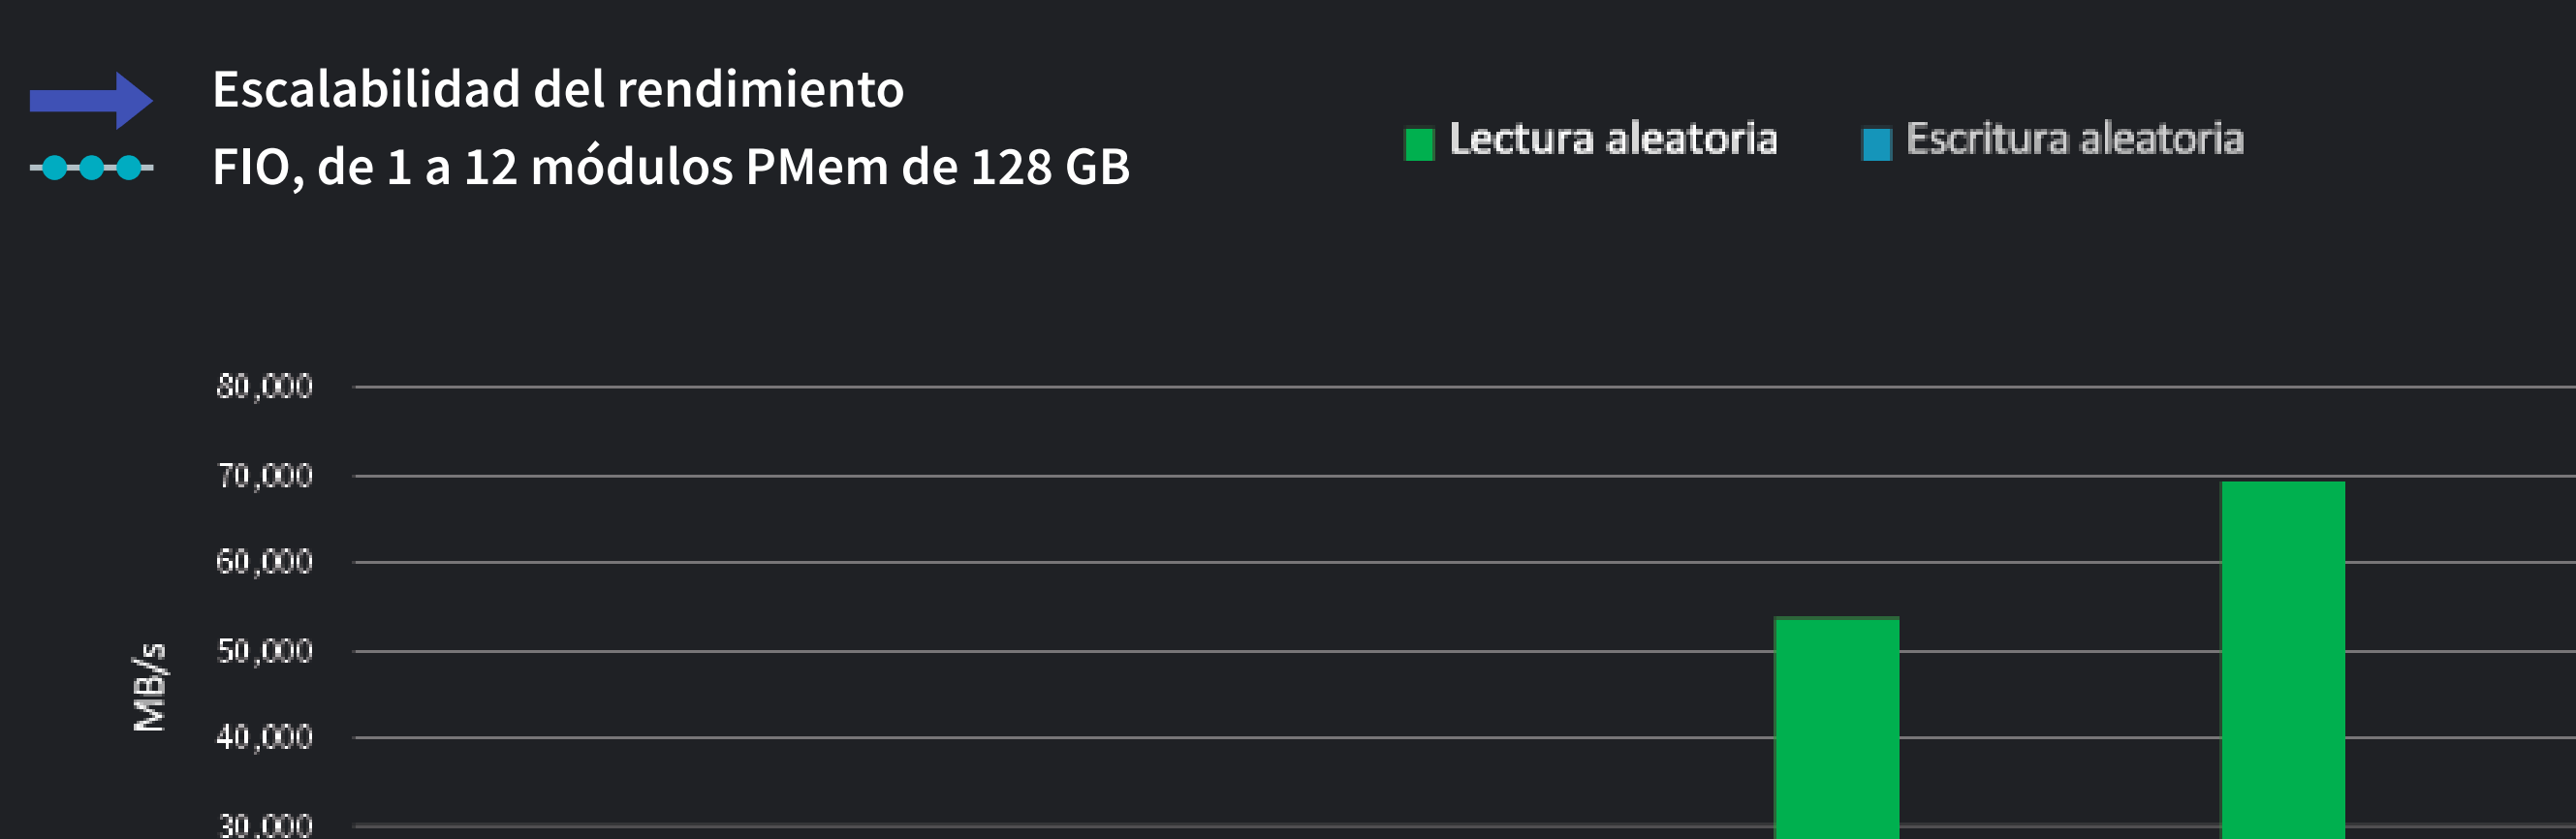 Escalabilidad del rendimiento
FIO, de 1 a 12 módulos PMem de 128 GB
Lectura aleatoria
Escritura aleatoria
80,000
70,000
60,000
50,000
40,000
30,000
MB/s